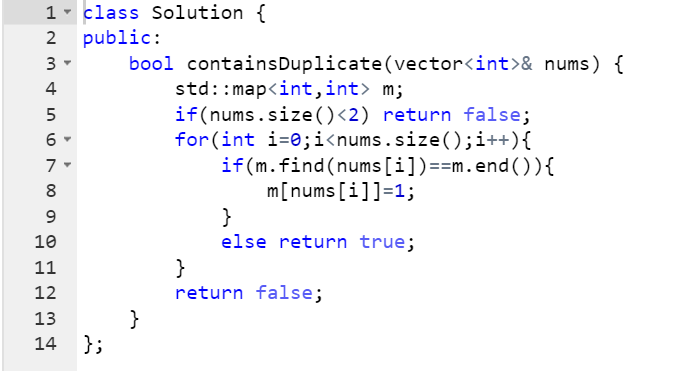 1 class Solution {
2 public:
3     bool containsDuplicate(vector<int>& nums) {
4         std::map<int,int> m;
5         if(nums.size()<2) return false;
6         for(int i=0;i<nums.size();i++){
7             if(m.find(nums[i])==m.end()){
8                 m[nums[i]]=1;
9             }
10             else return true;
11         }
12         return false;
13     }
14 };